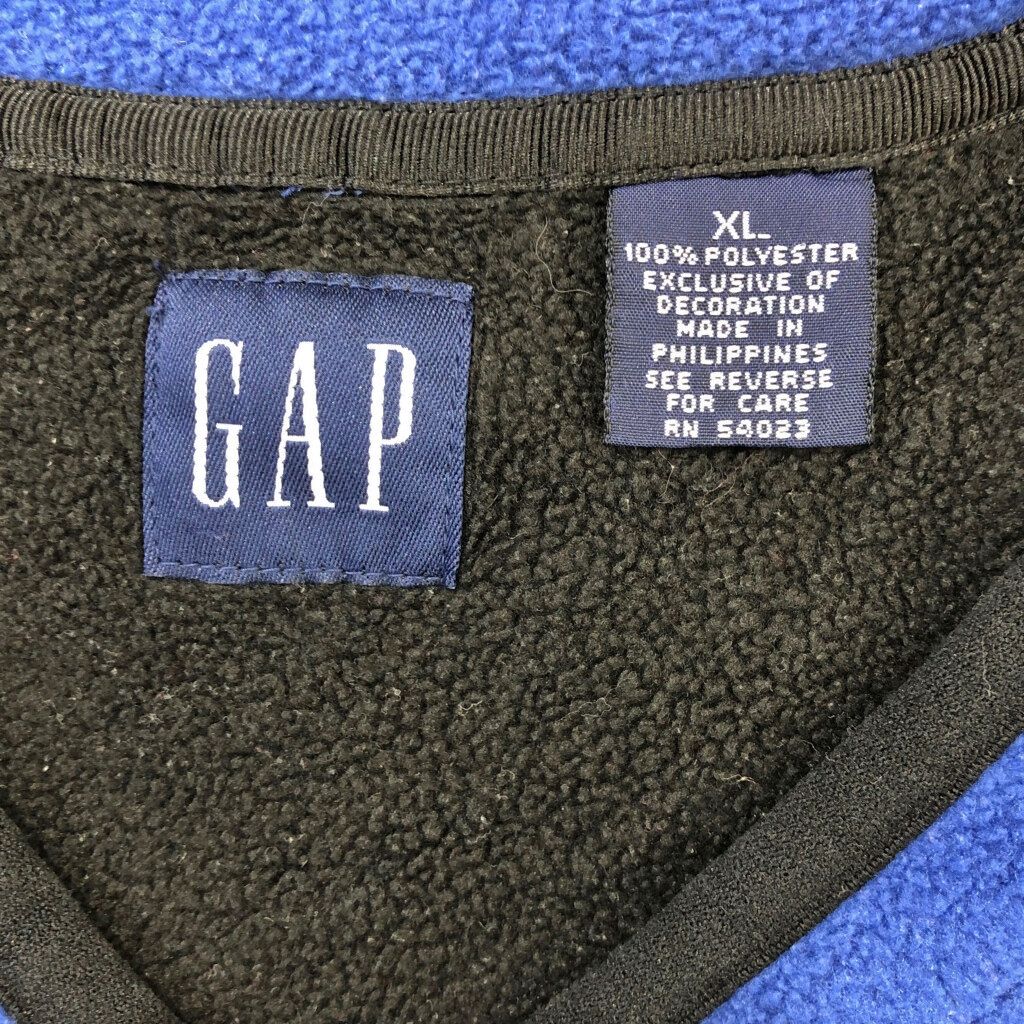 GAP
XL
100% POLYESTER
EXCLUSIVE OF
DECORATION
MADE IN
PHILIPPINES
SEE REVERSE
FOR CARE
RN 54023